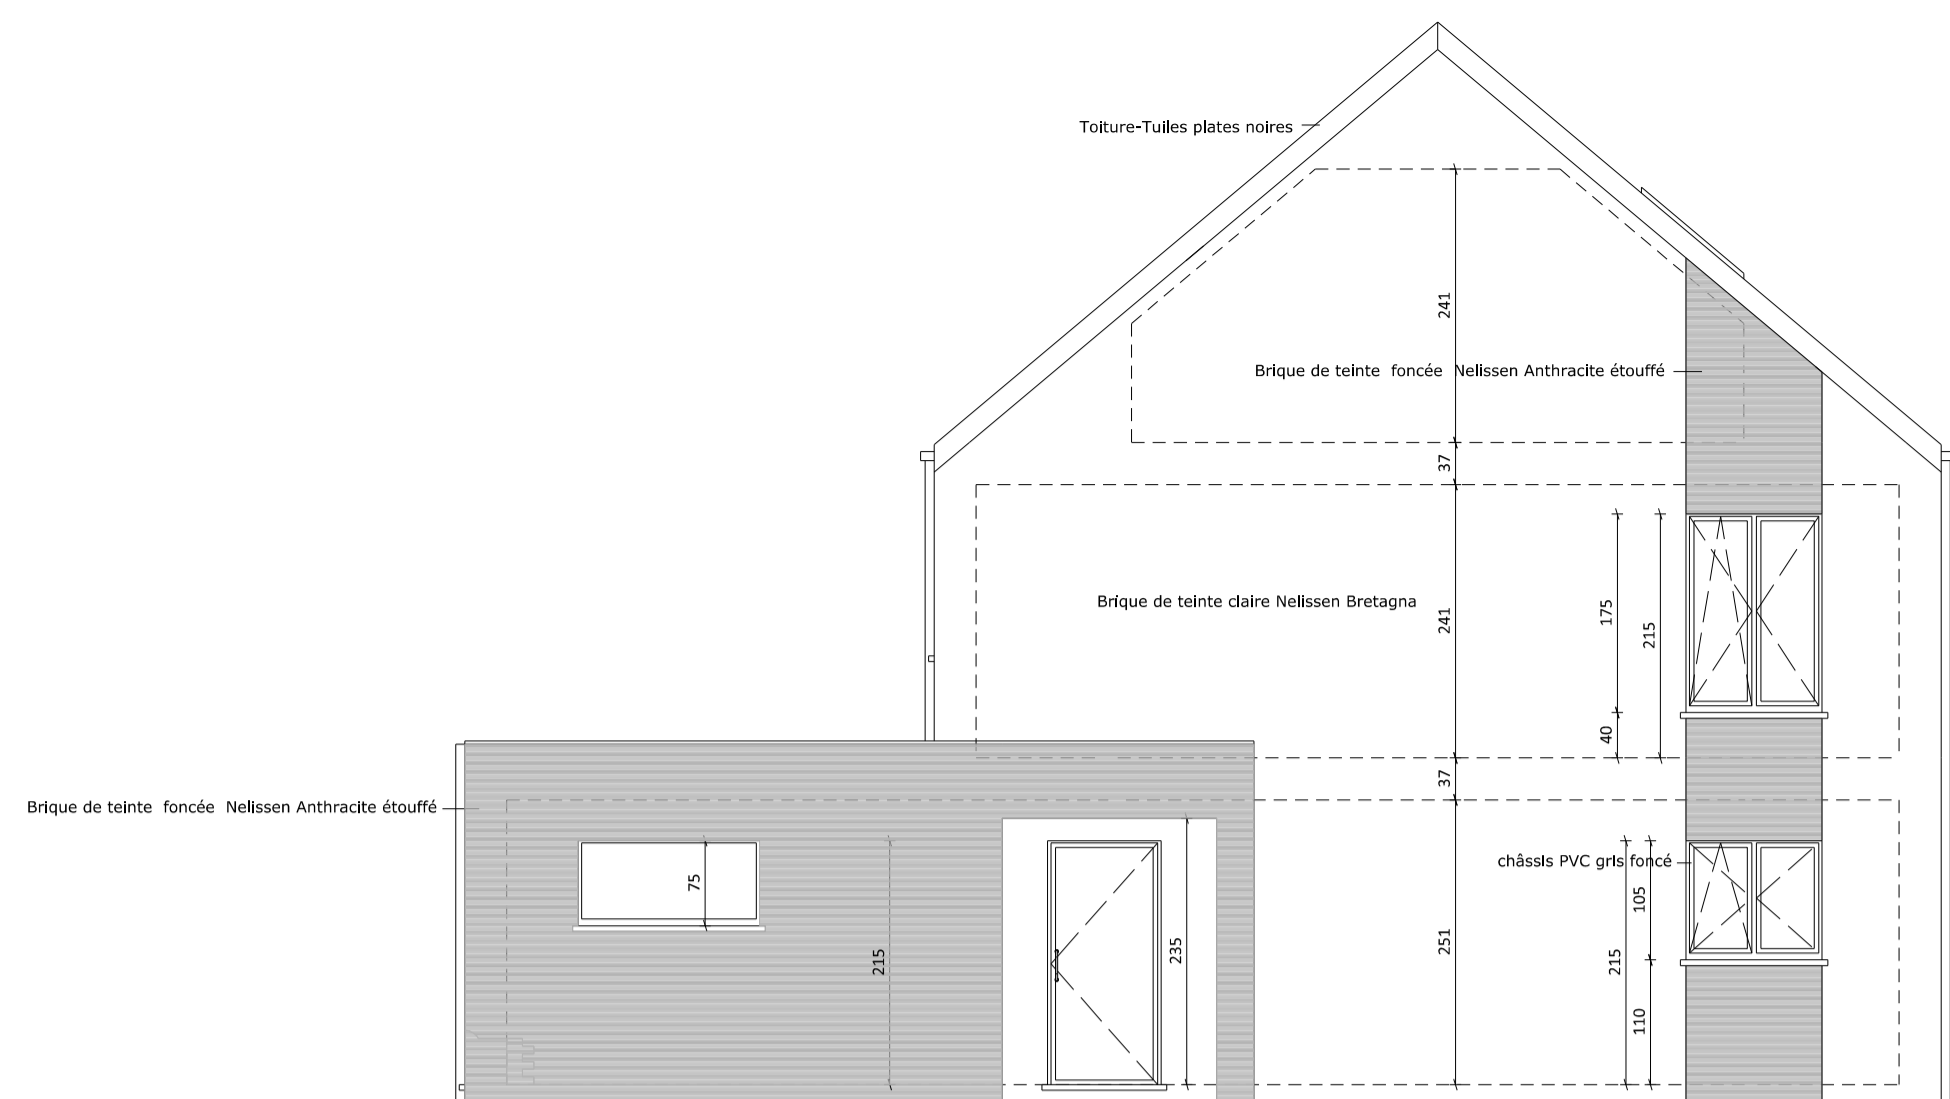 Toiture-Tuiles plates noires
241
Brique de teinte  foncée  Nelissen Anthracite étouffé
37
Brique de teinte claire Nelissen Bretagna
241
175
215
40
37
Brique de teinte  foncée  Nelissen Anthracite étouffé
châssis PVC gris foncé
75
105
215
235
251
215
110